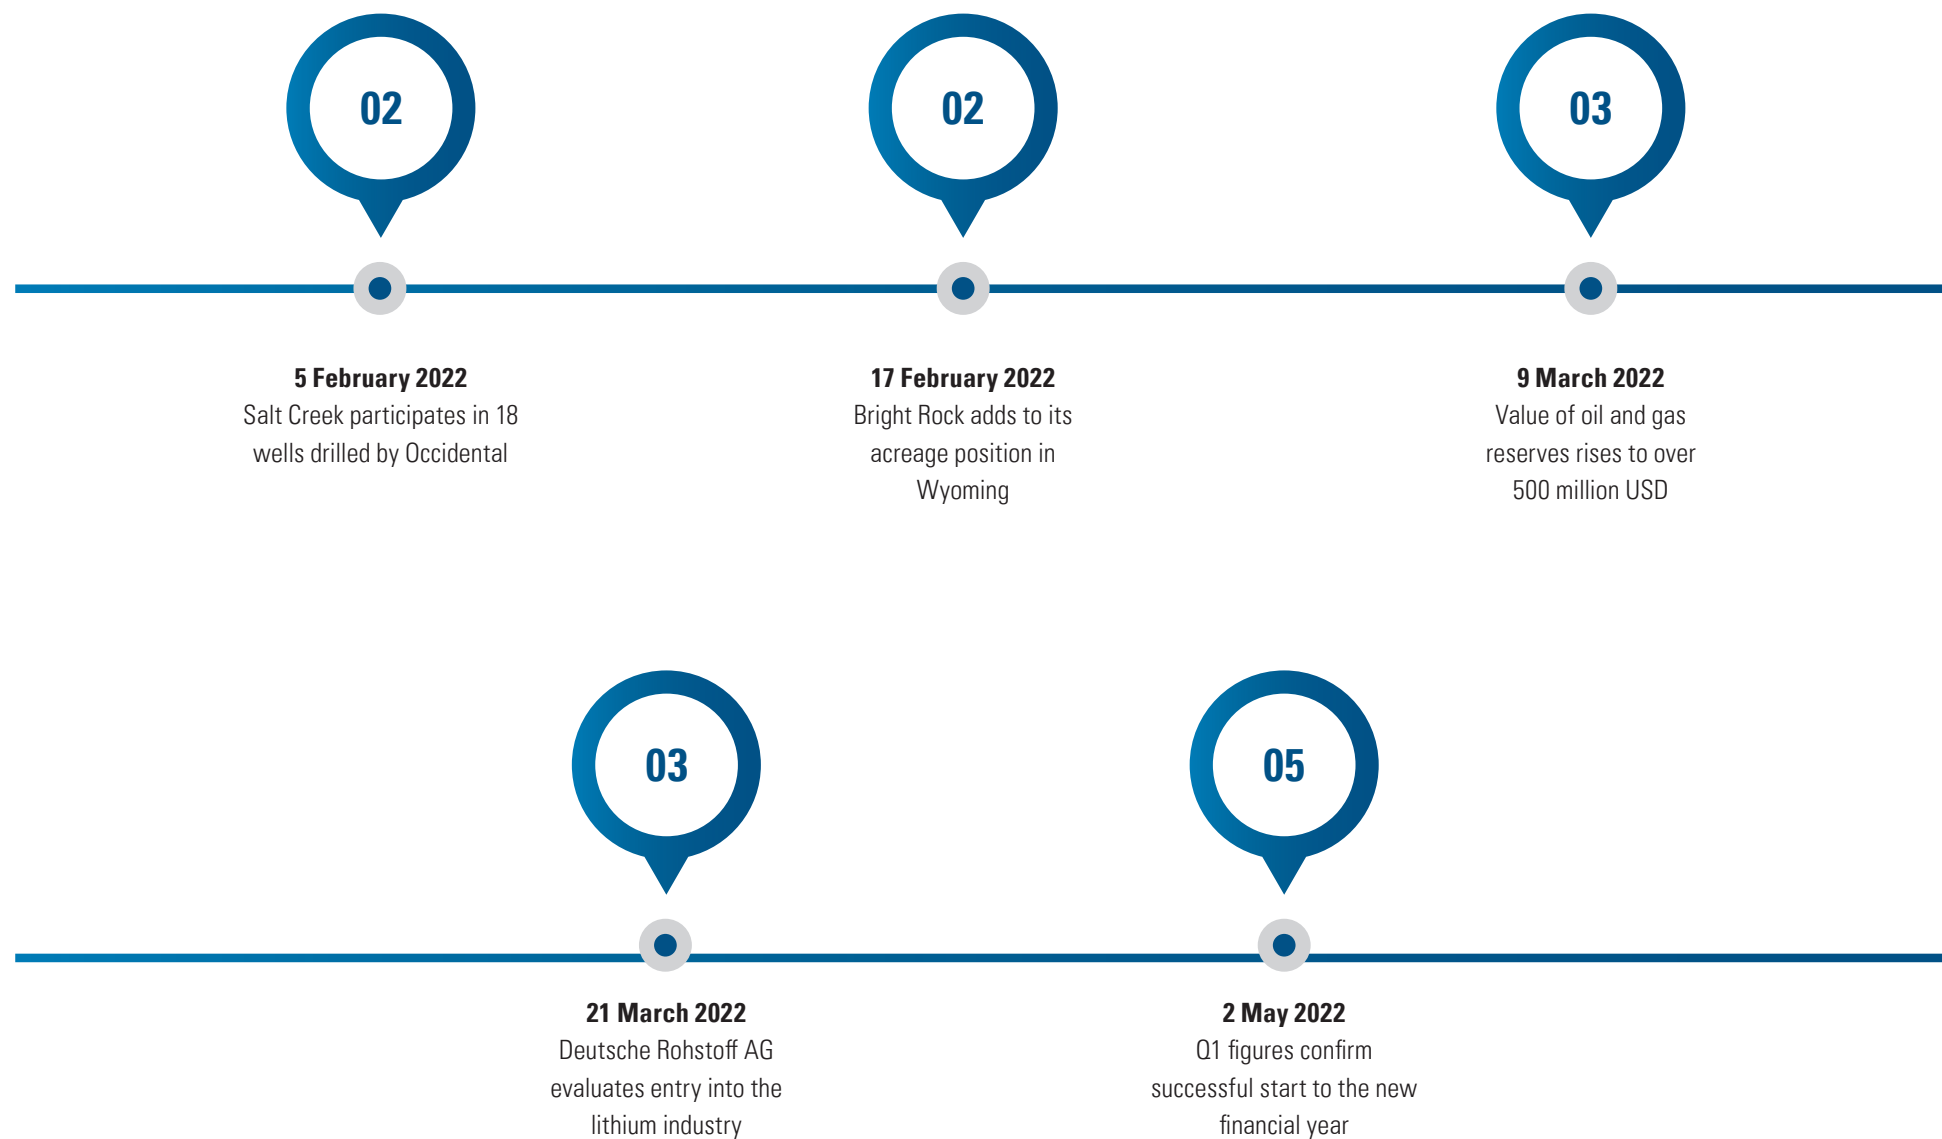 02
02
03
5 February 2022
Salt Creek participates in 18
wells drilled by Occidental
17 February 2022
Bright Rock adds to its
acreage position in
Wyoming
9 March 2022
Value of oil and gas
reserves rises to over
500 million USD
03
05
21 March 2022
Deutsche Rohstoff AG
evaluates entry into the
lithium industry
2 May 2022
Q1 figures confirm
successful start to the new
financial year